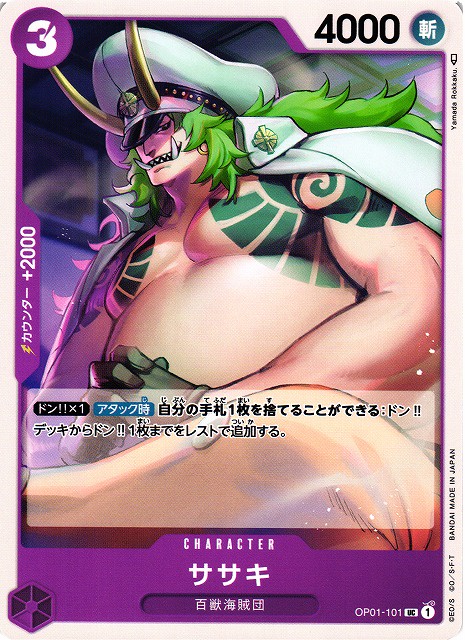 3
4000
斬
Yamada Rokkaku.
カウンター +2000
ドン!!×1 アタック時 自分の手札1枚を捨てることができる：ドン!!
デッキからドン!!1枚までをレストで追加する。
CHARACTER
ササキ
百獣海賊団
OP01-101 UC 1
©E.O/S ©O/S・F・T BANDAI MADE IN JAPAN